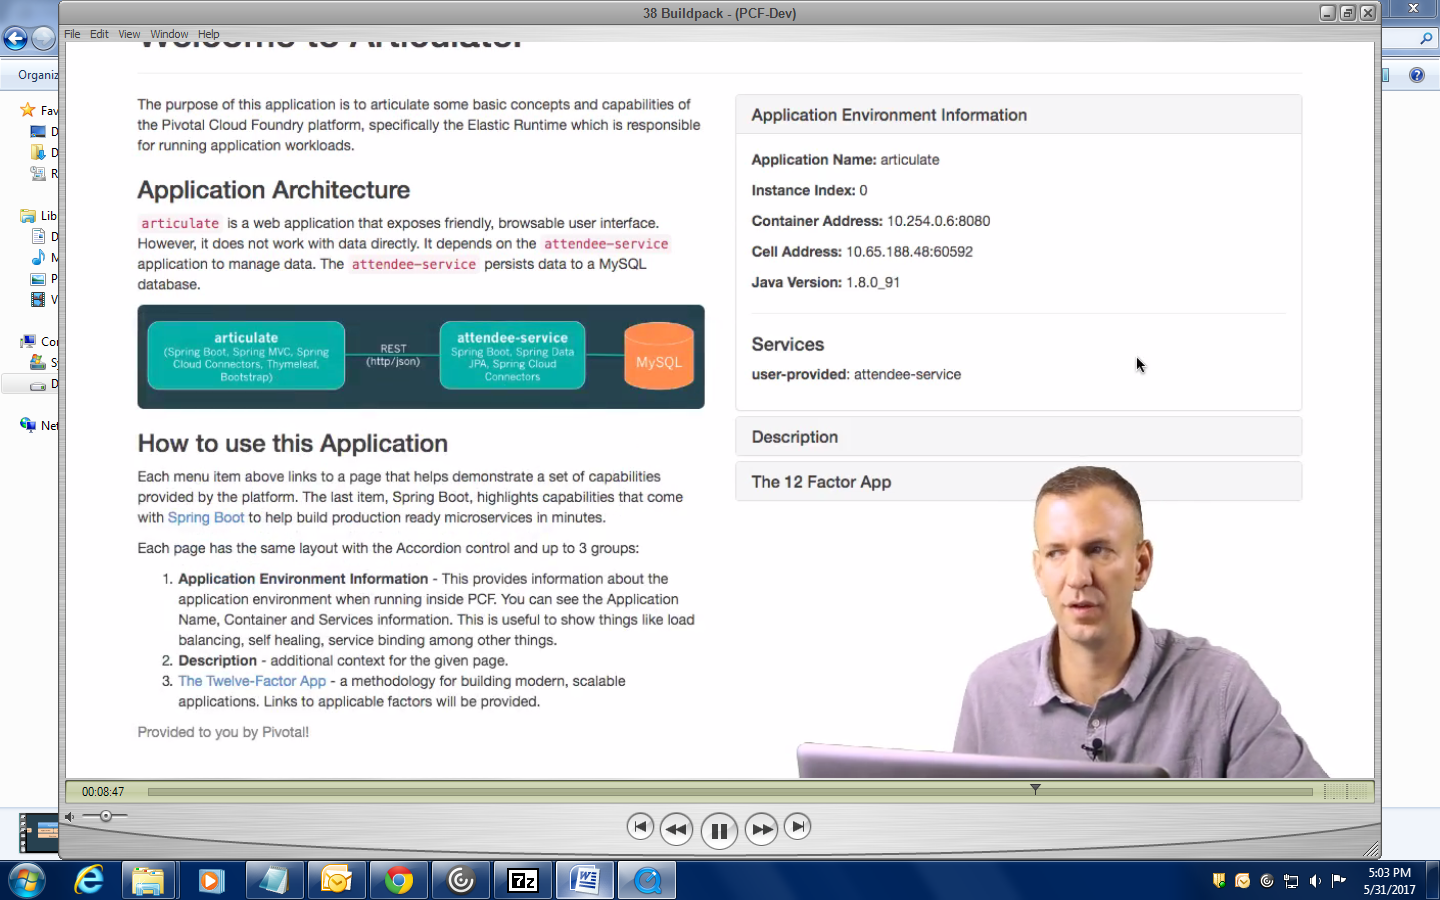 38 Buildpack - (PCF-Dev)
File Edit View Window Help
Welcome to Articulator
The purpose of this application is to articulate some basic concepts and capabilities of
the Pivotal Cloud Foundry platform, specifically the Elastic Runtime which is responsible
for running application workloads.
Application Architecture
articulate is a web application that exposes friendly, browsable user interface.
However, it does not work with data directly. It depends on the attendee-service
application to manage data. The attendee-service persists data to a MySQL
database.
articulate
(Spring Boot, Spring MVC, Spring
Cloud Connectors, Thymeleaf,
Bootstrap)
REST
(http/json)
attendee-service
Spring Boot, Spring Data
JPA, Spring Cloud
Connectors
MySQL
How to use this Application
Each menu item above links to a page that helps demonstrate a set of capabilities
provided by the platform. The last item, Spring Boot, highlights capabilities that come
with Spring Boot to help build production ready microservices in minutes.
Each page has the same layout with the Accordion control and up to 3 groups:
1. Application Environment Information - This provides information about the
application environment when running inside PCF. You can see the Application
Name, Container and Services information. This is useful to show things like load
balancing, self healing, service binding among other things.
2. Description - additional context for the given page.
3. The Twelve-Factor App - a methodology for building modern, scalable
applications. Links to applicable factors will be provided.
Provided to you by Pivotal!
Application Environment Information
Application Name: articulate
Instance Index: 0
Container Address: 10.254.0.6:8080
Cell Address: 10.65.188.48:60592
Java Version: 1.8.0_91
Services
user-provided: attendee-service
Description
The 12 Factor App
Organiz
Fav
D
D
R
Lib
D
M
P
V
Con
Sy
D
Net
00:08:47
7z
5:03 PM
5/31/2017